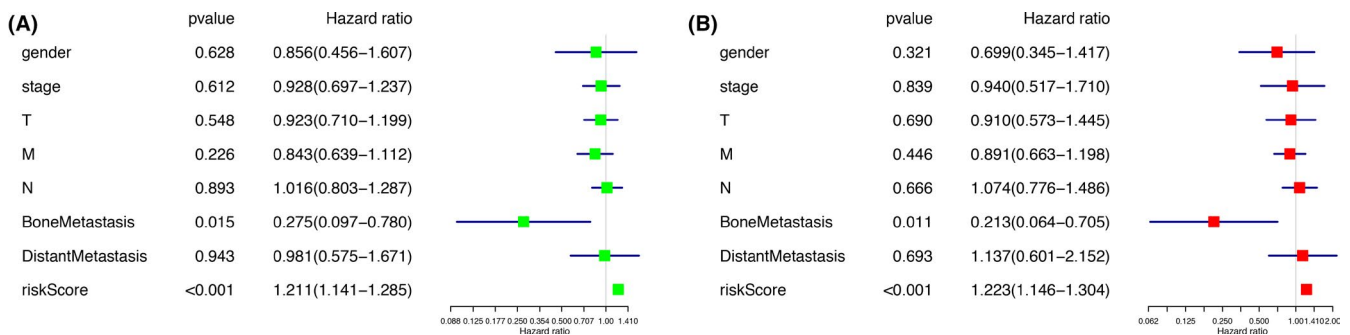 (A)
pvalue Hazard ratio
gender 0.628 0.856(0.456−1.607)
stage 0.612 0.928(0.697−1.237)
T 0.548 0.923(0.710−1.199)
M 0.226 0.843(0.639−1.112)
N 0.893 1.016(0.803−1.287)
BoneMetastasis 0.015 0.275(0.097−0.780)
DistantMetastasis 0.943 0.981(0.575−1.671)
riskScore <0.001 1.211(1.141−1.285)
0.088 0.125 0.177 0.250 0.354 0.500 0.707 1.00 1.410
Hazard ratio
(B)
pvalue Hazard ratio
gender 0.321 0.699(0.345−1.417)
stage 0.839 0.940(0.517−1.710)
T 0.690 0.910(0.573−1.445)
M 0.446 0.891(0.663−1.198)
N 0.666 1.074(0.776−1.486)
BoneMetastasis 0.011 0.213(0.064−0.705)
DistantMetastasis 0.693 1.137(0.601−2.152)
riskScore <0.001 1.223(1.146−1.304)
0.062 0.125 0.250 0.500 1.00 1.41 0 2.00
Hazard ratio